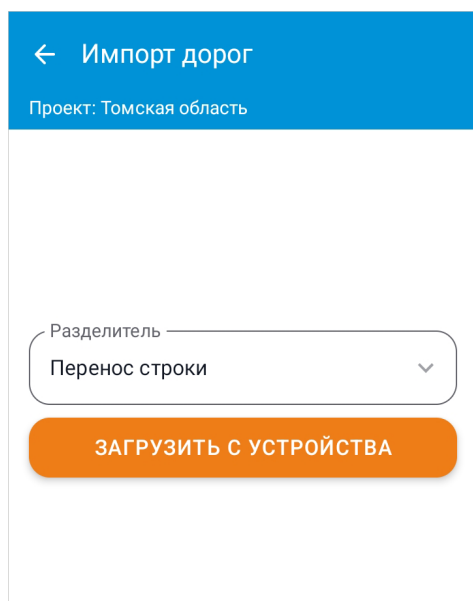 Импорт дорог
Проект: Томская область
Разделитель
Перенос строки
ЗАГРУЗИТЬ С УСТРОЙСТВА